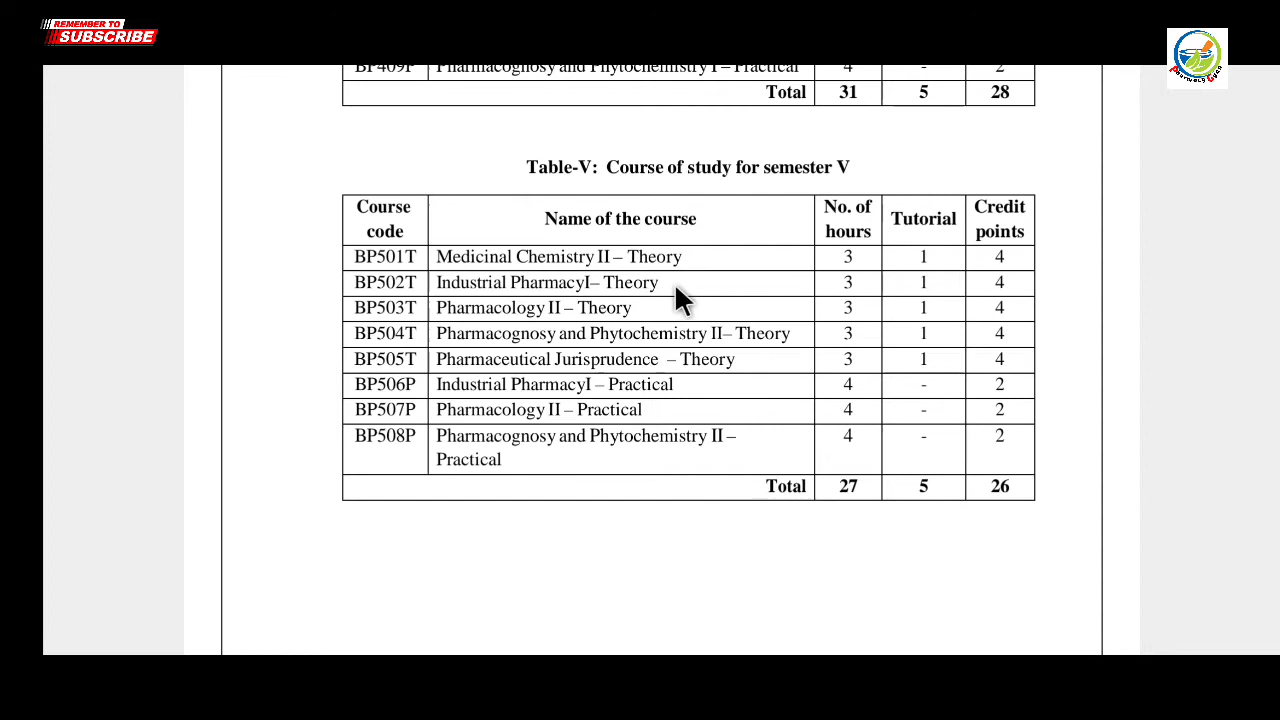 REMEMBER TO
SUBSCRIBE
BP409P Pharmacognosy and Phytochemistry I – Practical 4 - 2
Total 31 5 28
Table-V: Course of study for semester V
Course code Name of the course No. of hours Tutorial Credit points
BP501T Medicinal Chemistry II – Theory 3 1 4
BP502T Industrial PharmacyI– Theory 3 1 4
BP503T Pharmacology II – Theory 3 1 4
BP504T Pharmacognosy and Phytochemistry II– Theory 3 1 4
BP505T Pharmaceutical Jurisprudence – Theory 3 1 4
BP506P Industrial PharmacyI – Practical 4 - 2
BP507P Pharmacology II – Practical 4 - 2
BP508P Pharmacognosy and Phytochemistry II – 4 - 2
Practical
Total 27 5 26